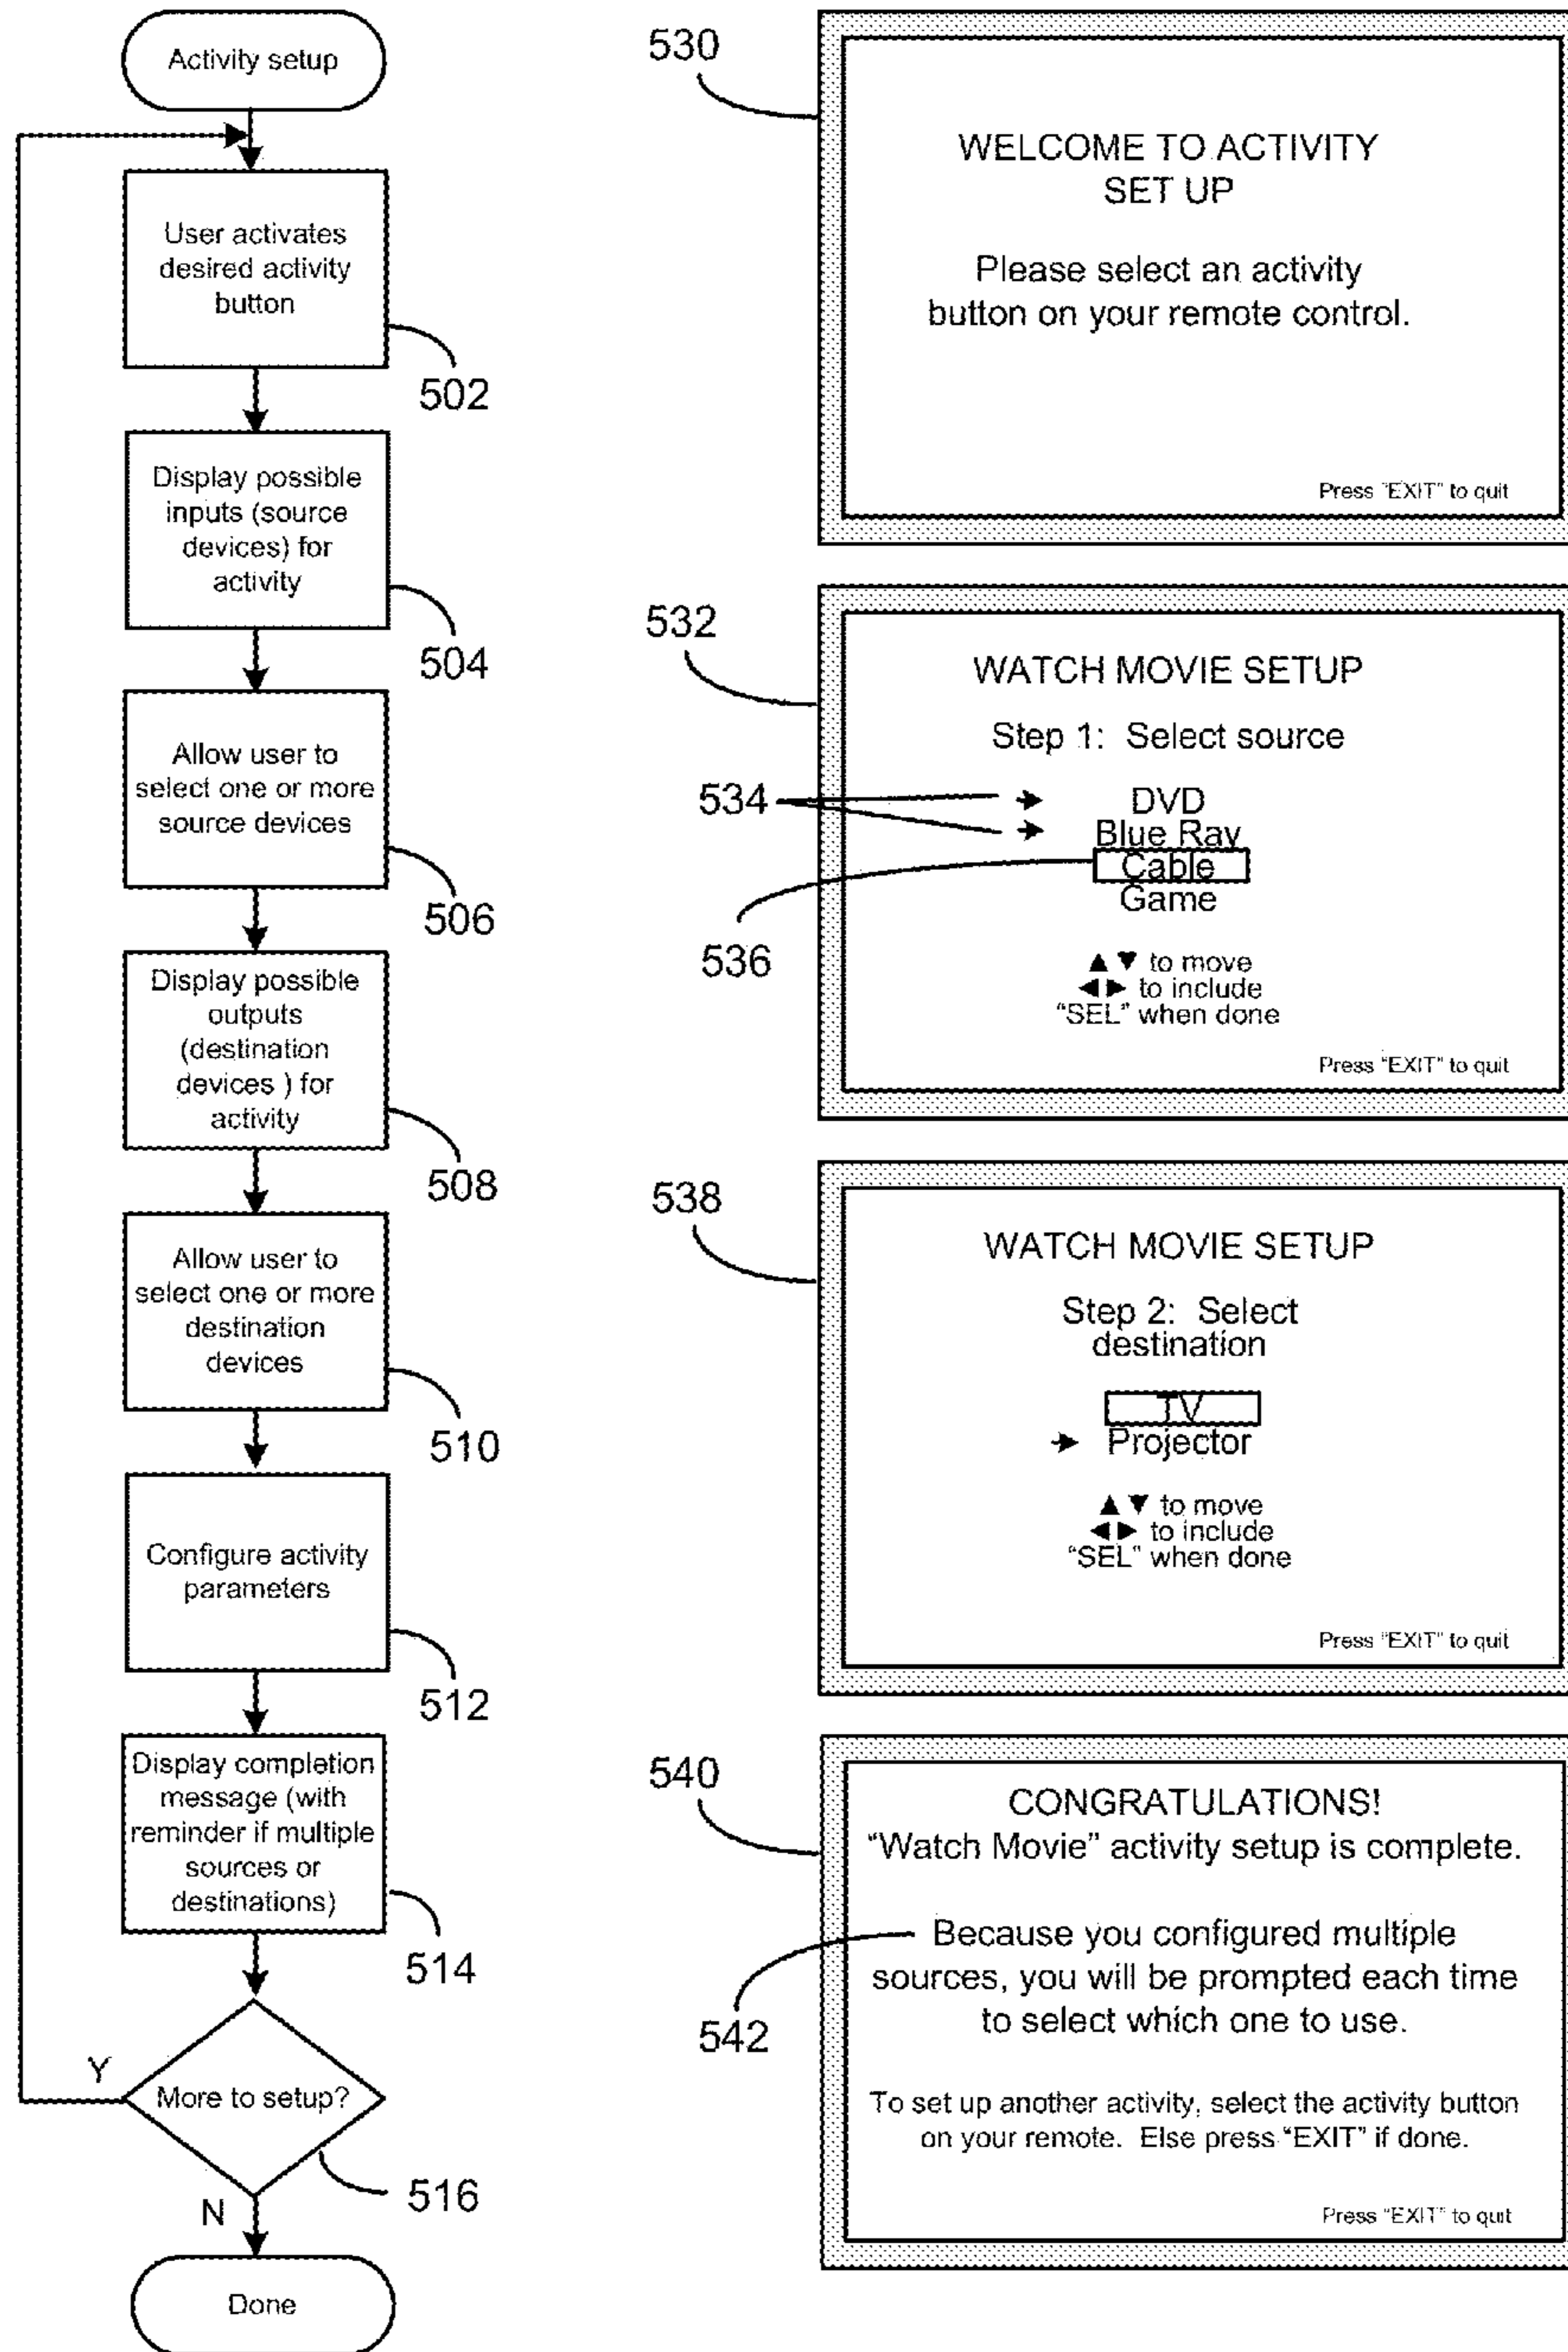 Activity setup
User activates
desired activity
button
502
Display possible
inputs (source
devices) for
activity
504
Allow user to
select one or more
source devices
506
Display possible
outputs
(destination
devices ) for
activity
508
Allow user to
select one or more
destination
devices
510
Configure activity
parameters
512
Display completion
message (with
reminder if multiple
sources or
destinations)
514
Y
More to setup?
516
N
Done
530
WELCOME TO ACTIVITY
SET UP
Please select an activity
button on your remote control.
Press "EXIT" to quit
532
WATCH MOVIE SETUP
Step 1: Select source
534
DVD
Blue Ray
Cable
Game
536
▲ ▼ to move
◀▶ to include
“SEL” when done
Press "EXIT" to quit
538
WATCH MOVIE SETUP
Step 2: Select
destination
TV
Projector
▲ ▼ to move
◀▶ to include
“SEL” when done
Press "EXIT" to quit
540
CONGRATULATIONS!
“Watch Movie” activity setup is complete.
Because you configured multiple
sources, you will be prompted each time
to select which one to use.
542
To set up another activity, select the activity button
on your remote. Else press “EXIT” if done.
Press "EXIT" to quit